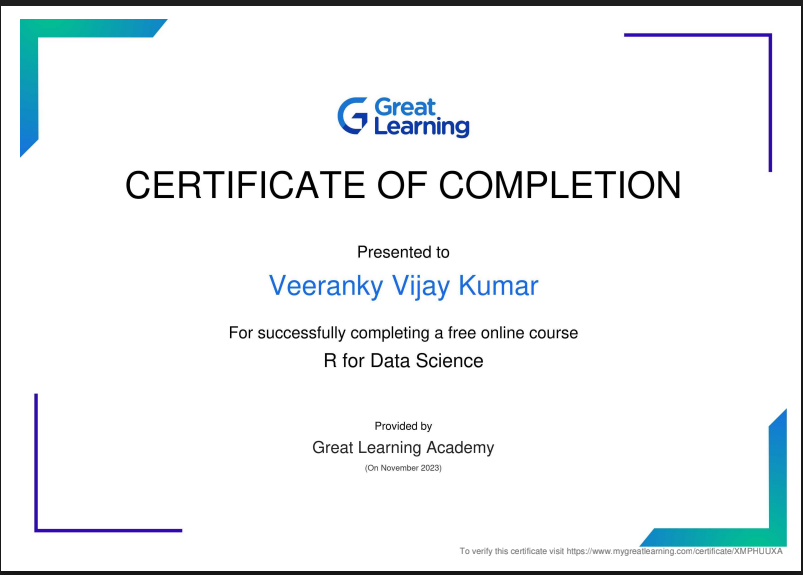 Great
Learning
CERTIFICATE OF COMPLETION
Presented to
Veeranky Vijay Kumar
For successfully completing a free online course
R for Data Science
Provided by
Great Learning Academy
(On November 2023)
To verify this certificate visit https://www.mygreatlearning.com/certificate/XMPHUUXA